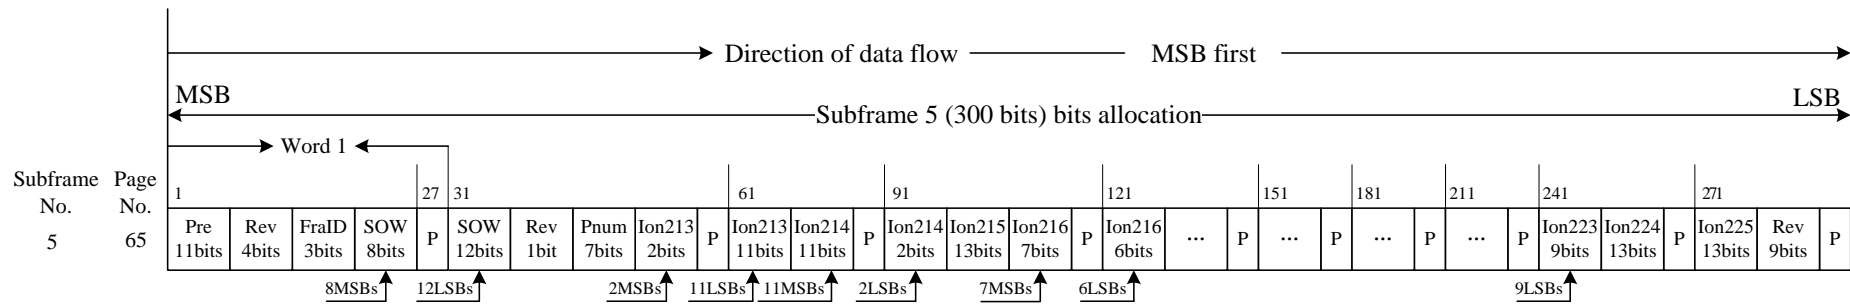 Direction of data flow MSB first
MSB LSB
Subframe 5 (300 bits) bits allocation
Word 1
Subframe Page
No. No.
1 27 31 61 91 121 151 181 211 241 271
Pre Rev FraID SOW P SOW Rev Pnum Ion213 P Ion213 Ion214 P Ion214 Ion215 Ion216 P Ion216 ... P ... P ... P ... P Ion223 Ion224 P Ion225 Rev P
5 65 11bits 4bits 3bits 8bits 12bits 1bit 7bits 2bits 11bits 11bits 2bits 13bits 7bits 6bits 9bits 13bits 13bits 9bits
8MSBs 12LSBs 2MSBs 11LSBs 11MSBs 2LSBs 7MSBs 6LSBs 9LSBs